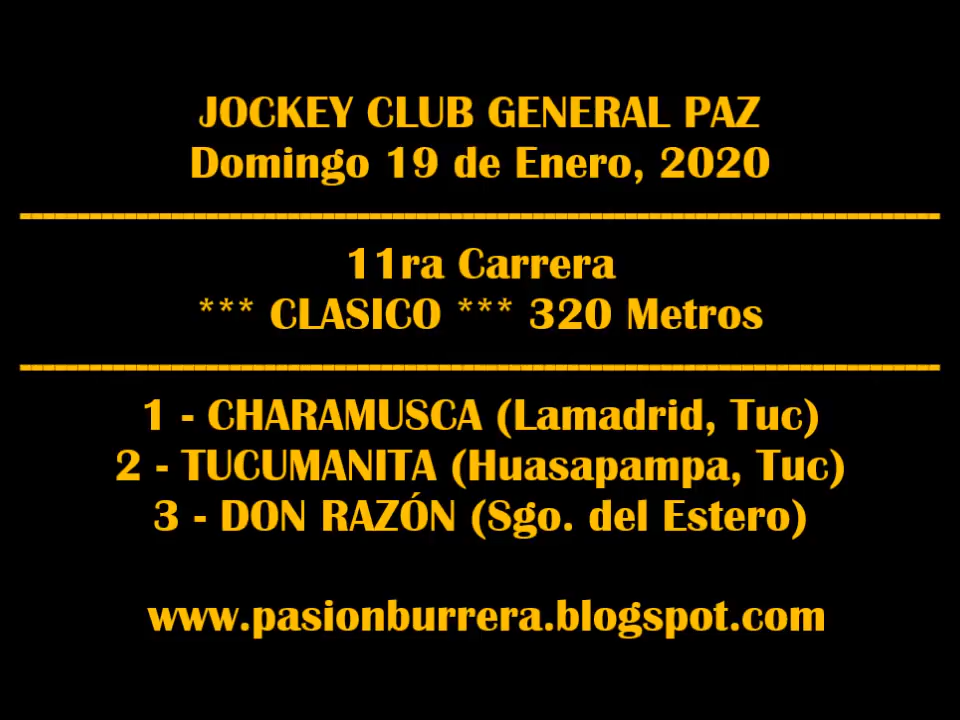 JOCKEY CLUB GENERAL PAZ
Domingo 19 de Enero, 2020
--------------------------------------------------------------------------------
11ra Carrera
*** CLASICO *** 320 Metros
--------------------------------------------------------------------------------
1 - CHARAMUSCA (Lamadrid, Tuc)
2 - TUCUMANITA (Huasapampa, Tuc)
3 - DON RAZÓN (Sgo. del Estero)
www.pasionburrera.blogspot.com